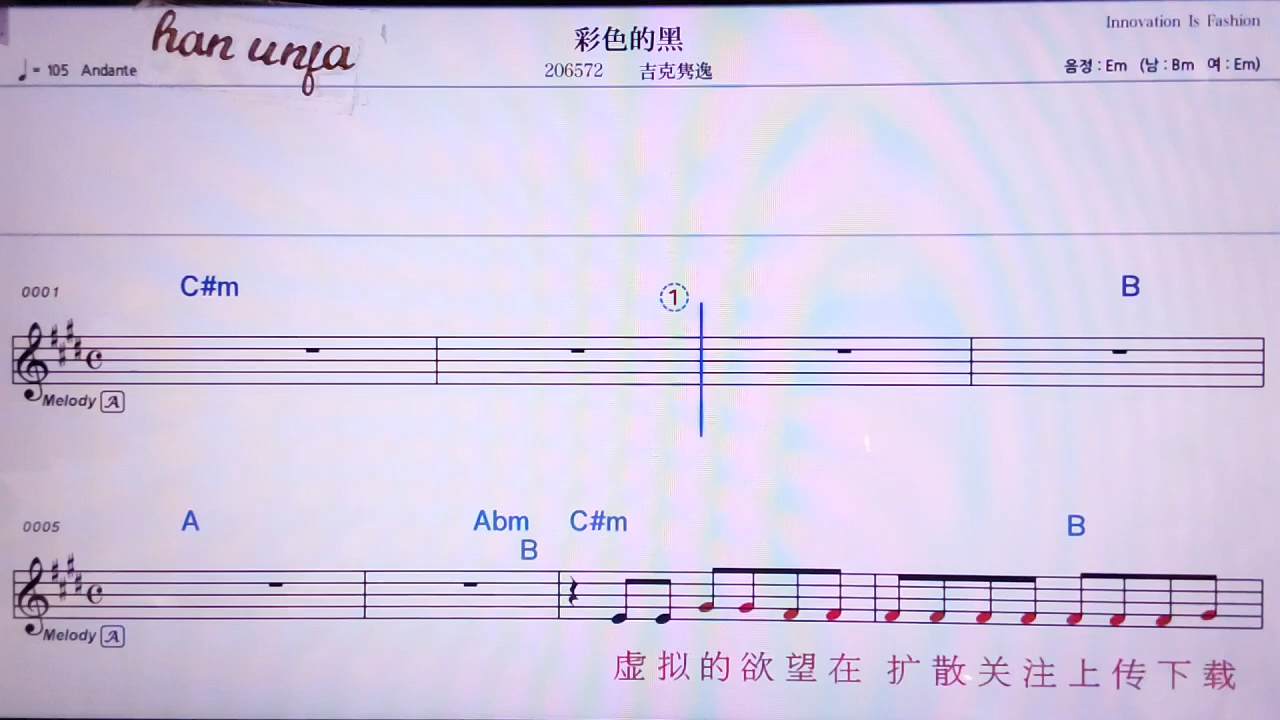 han unfa
彩色的黑
Innovation Is Fashion
♩= 105 Andante
206572 吉克隽逸
음정 : Em (남 : Bm 여 : Em)
0001 C#m 1 B
Melody A
0005 A Abm C#m B
B
Melody A
虚拟的欲望在 扩散关注上传下载